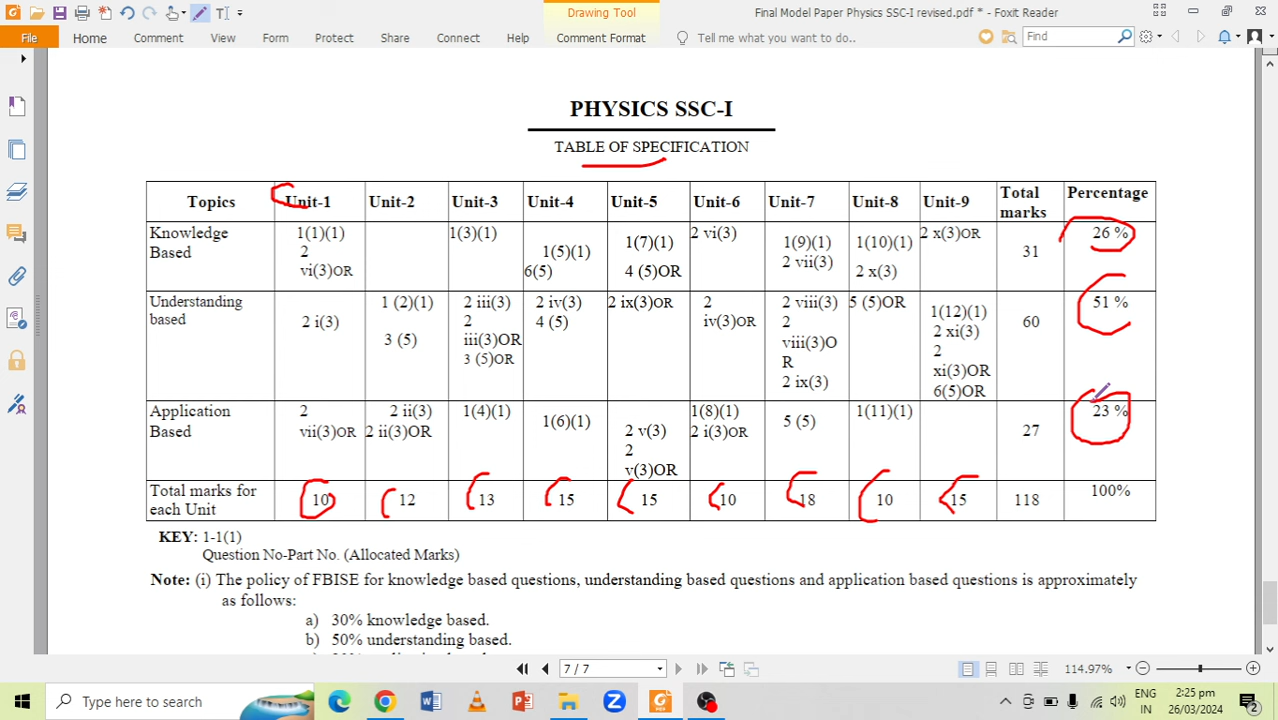 Drawing Tool
Final Model Paper Physics SSC-I revised.pdf * - Foxit Reader
File Home Comment View Form Protect Share Connect Help Comment Format Tell me what you want to do.. Find
PHYSICS SSC-I
TABLE OF SPECIFICATION
Topics Unit-1 Unit-2 Unit-3 Unit-4 Unit-5 Unit-6 Unit-7 Unit-8 Unit-9 Total marks Percentage
Knowledge Based
1(1)(1)
2
vi(3)OR
1(3)(1)
1(5)(1)
6(5)
1(7)(1)
4 (5)OR
2 vi(3)
1(9)(1)
2 vii(3)
1(10)(1)
2 x(3)
2 x(3)OR
31
26 %
Understanding based
2 i(3)
1 (2)(1)
3 (5)
2 iii(3)
2
iii(3)OR
3 (5)OR
2 iv(3)
4 (5)
2 ix(3)OR
2
iv(3)OR
2 viii(3)
2
viii(3)O
R
2 ix(3)
5 (5)OR
1(12)(1)
2 xi(3)
2
xi(3)OR
6(5)OR
60
51 %
Application Based
2
vii(3)OR
2 ii(3)
2 ii(3)OR
1(4)(1)
1(6)(1)
2 v(3)
2
v(3)OR
1(8)(1)
2 i(3)OR
5 (5)
1(11)(1)
27
23 %
Total marks for each Unit
10 12 13 15 15 10 18 10 15 118 100%
KEY: 1-1(1)
Question No-Part No. (Allocated Marks)
Note: (i) The policy of FBISE for knowledge based questions, understanding based questions and application based questions is approximately
as follows:
a) 30% knowledge based.
b) 50% understanding based.
7 / 7
114.97%
Type here to search
ENG
IN
2:25 pm
26/03/2024
2